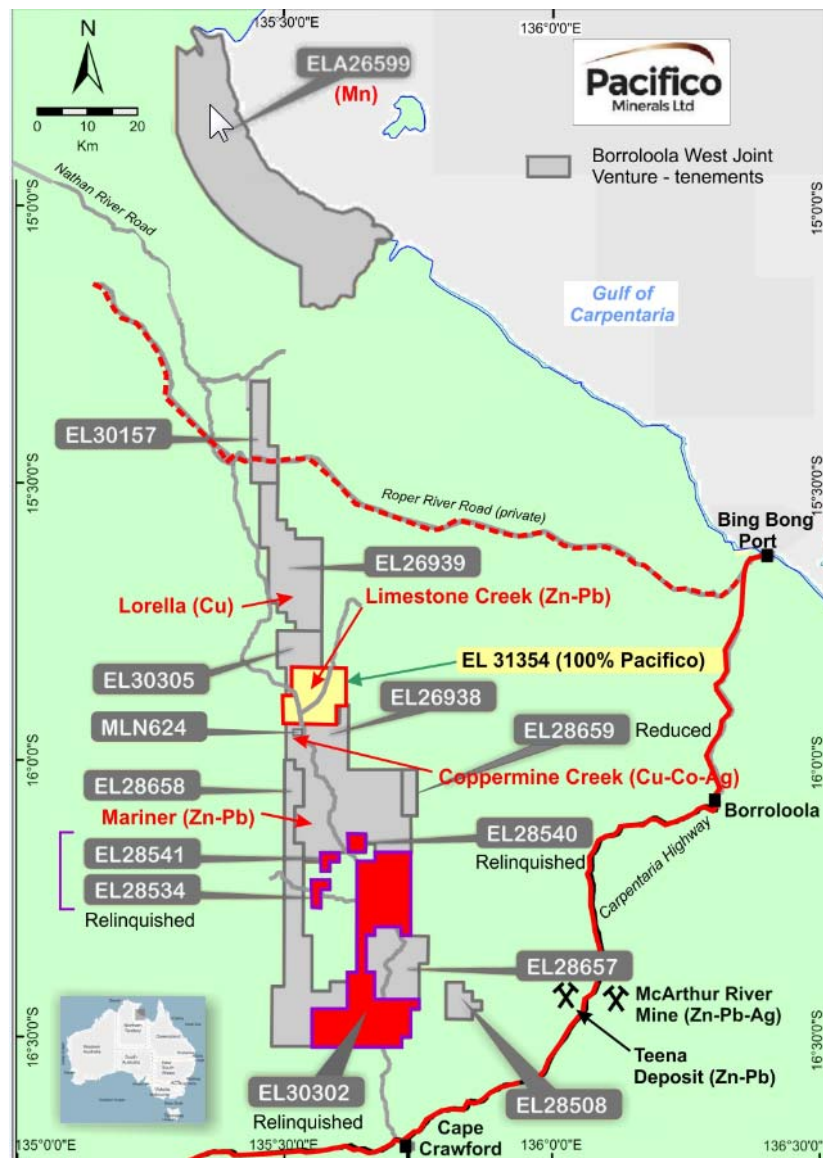 135°30'0"E
136°0'0"E
N
0 10 20
Km
ELA26599
(Mn)
Pacifico
Minerals Ltd
Borroloola West Joint
Venture - tenements
Nathan River Road
15°0'0"S
15°0'0"S
Gulf of
Carpentaria
EL30157
15°30'0"S
15°30'0"S
Roper River Road (private)
Bing Bong
Port
EL26939
Lorella (Cu)
Limestone Creek (Zn-Pb)
EL 31354 (100% Pacifico)
EL30305
EL26938
MLN624
EL28659 Reduced
16°0'0"S
16°0'0"S
Coppermine Creek (Cu-Co-Ag)
EL28658
Mariner (Zn-Pb)
Borroloola
EL28540
Relinquished
EL28541
EL28534
Relinquished
Carpentaria Highway
EL28657
McArthur River
Mine (Zn-Pb-Ag)
16°30'0"S
16°30'0"S
Teena
Deposit (Zn-Pb)
EL30302
Relinquished
EL28508
Cape
Crawford
135°0'0"E
135°30'0"E
136°0'0"E
136°30'0"E